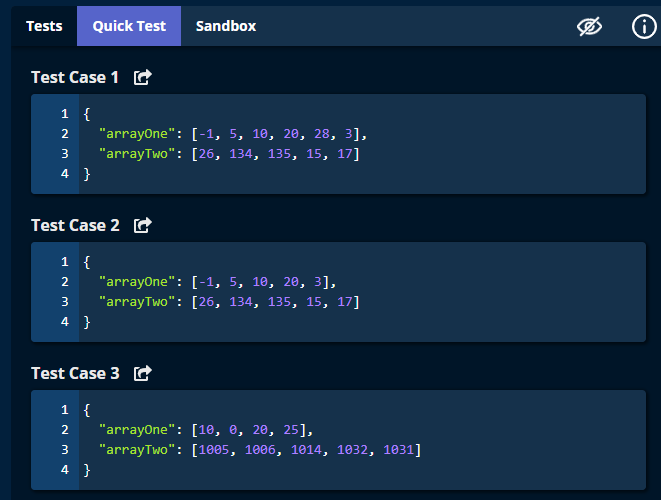 Tests Quick Test Sandbox
Test Case 1
1 {
2 "arrayOne": [-1, 5, 10, 20, 28, 3],
3 "arrayTwo": [26, 134, 135, 15, 17]
4 }
Test Case 2
1 {
2 "arrayOne": [-1, 5, 10, 20, 3],
3 "arrayTwo": [26, 134, 135, 15, 17]
4 }
Test Case 3
1 {
2 "arrayOne": [10, 0, 20, 25],
3 "arrayTwo": [1005, 1006, 1014, 1032, 1031]
4 }